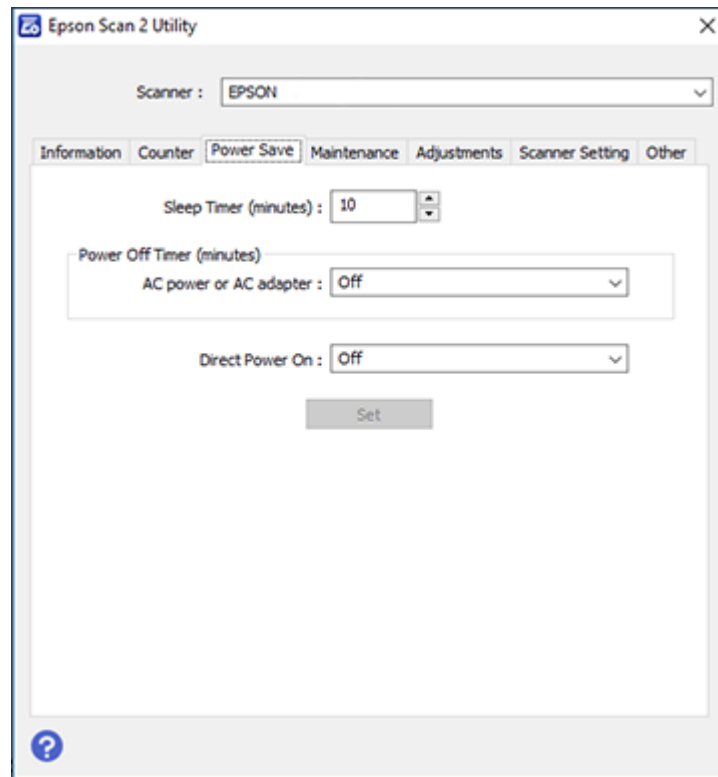 Epson Scan 2 Utility
Scanner : EPSON
Information Counter Power Save Maintenance Adjustments Scanner Setting Other
Sleep Timer (minutes) : 10
Power Off Timer (minutes)
AC power or AC adapter : Off
Direct Power On : Off
Set
?